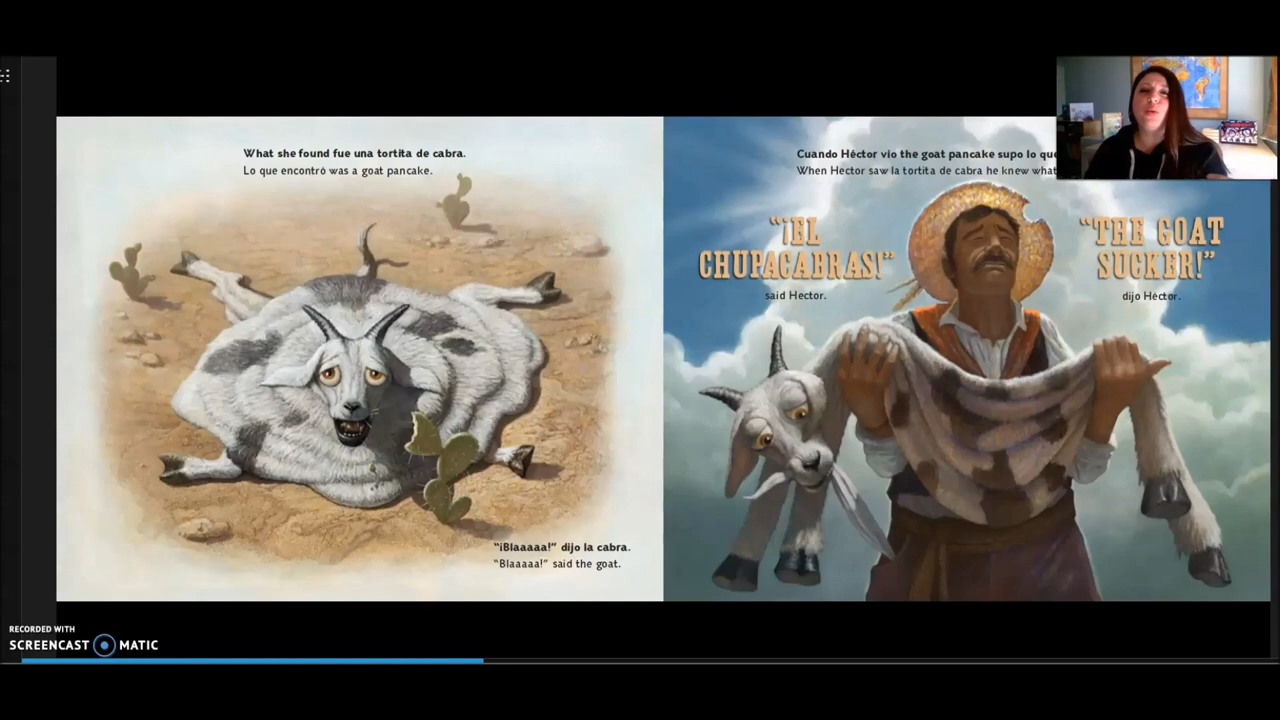 What she found fue una tortita de cabra.
Lo que encontró was a goat pancake.
"¡Blaaaaa!" dijo la cabra.
"Blaaaaa!" said the goat.
Cuando Héctor vio the goat pancake supo lo que
When Hector saw la tortita de cabra he knew what
"¡EL
CHUPACABRAS!"
said Hector.
"THE GOAT
SUCKER!"
dijo Héctor.
RECORDED WITH
SCREENCAST MATIC